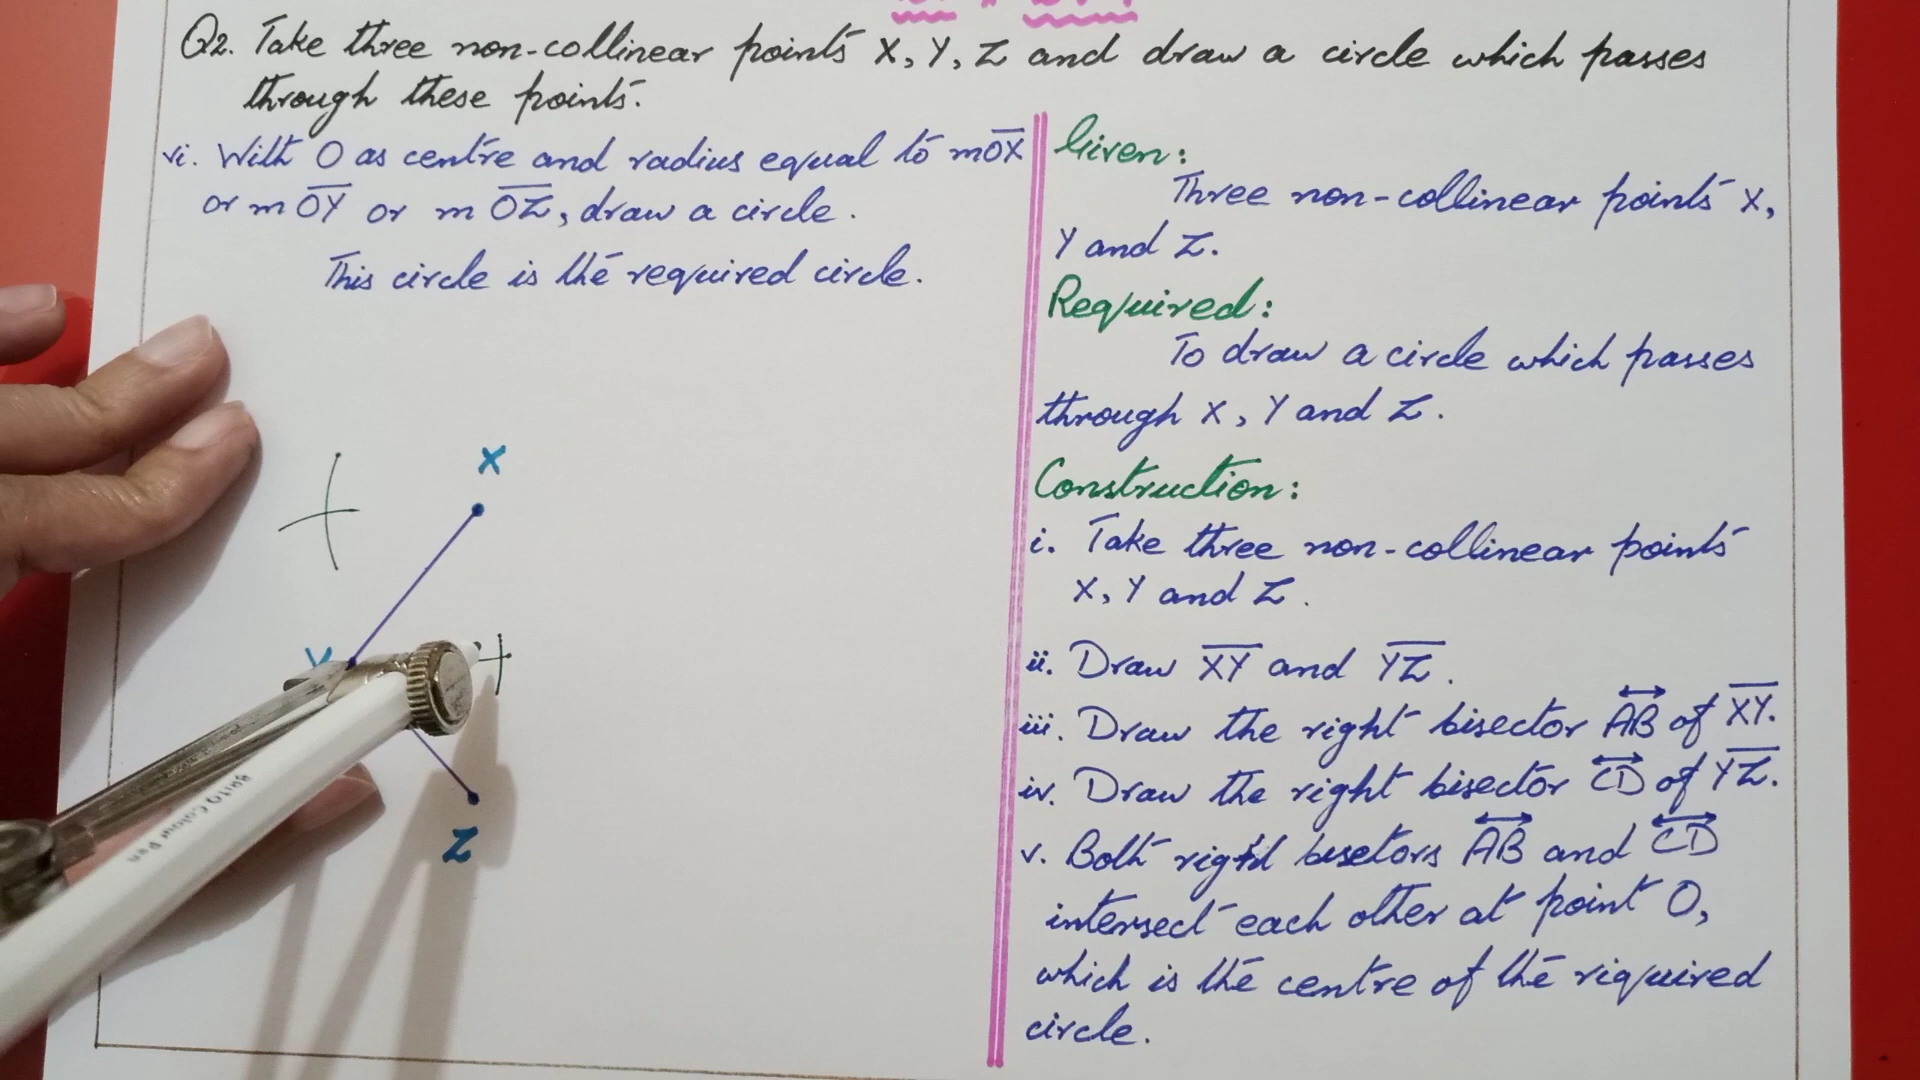 Q2. Take three non-collinear points X, Y, Z and draw a circle which passes
through these points.
vi. With O as centre and radius equal to mOX
or mOY or mOZ, draw a circle.
This circle is the required circle.
X
Y
Z
Given:
Three non-collinear points X,
Y and Z.
Required:
To draw a circle which passes
through X, Y and Z.
Construction:
i. Take three non-collinear points
X, Y and Z.
ii. Draw XY and YZ.
iii. Draw the right bisector AB of XY.
iv. Draw the right bisector CD of YZ.
v. Both right bisectors AB and CD
intersect each other at point O,
which is the centre of the riquired
circle.